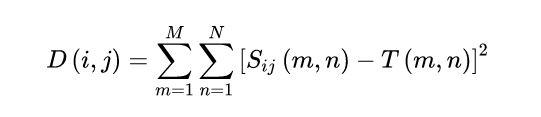 D (i, j) = \sum_{m=1}^{M} \sum_{n=1}^{N} [S_{ij} (m, n) − T (m, n)]^2